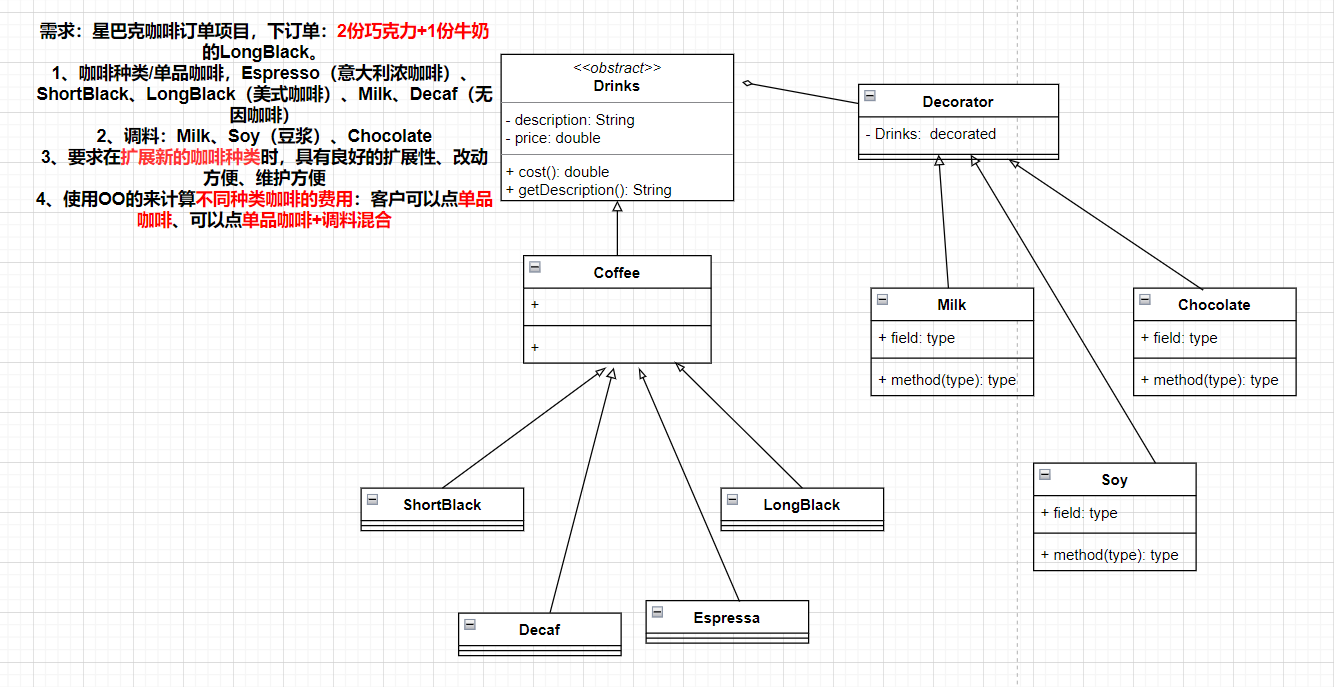 需求：星巴克咖啡订单项目，下订单：2份巧克力+1份牛奶
的LongBlack。
1、咖啡种类/单品咖啡，Espresso（意大利浓咖啡）、
ShortBlack、LongBlack（美式咖啡）、Milk、Decaf（无
因咖啡）
2、调料：Milk、Soy（豆浆）、Chocolate
3、要求在扩展新的咖啡种类时，具有良好的扩展性、改动
方便、维护方便
4、使用OO的来计算不同种类咖啡的费用：客户可以点单品
咖啡、可以点单品咖啡+调料混合
<<obstract>>
Drinks
- description: String
- price: double
+ cost(): double
+ getDescription(): String
Decorator
- Drinks: decorated
Coffee
+
+
Milk
+ field: type
+ method(type): type
Chocolate
+ field: type
+ method(type): type
ShortBlack
LongBlack
Soy
+ field: type
+ method(type): type
Decaf
Espressa